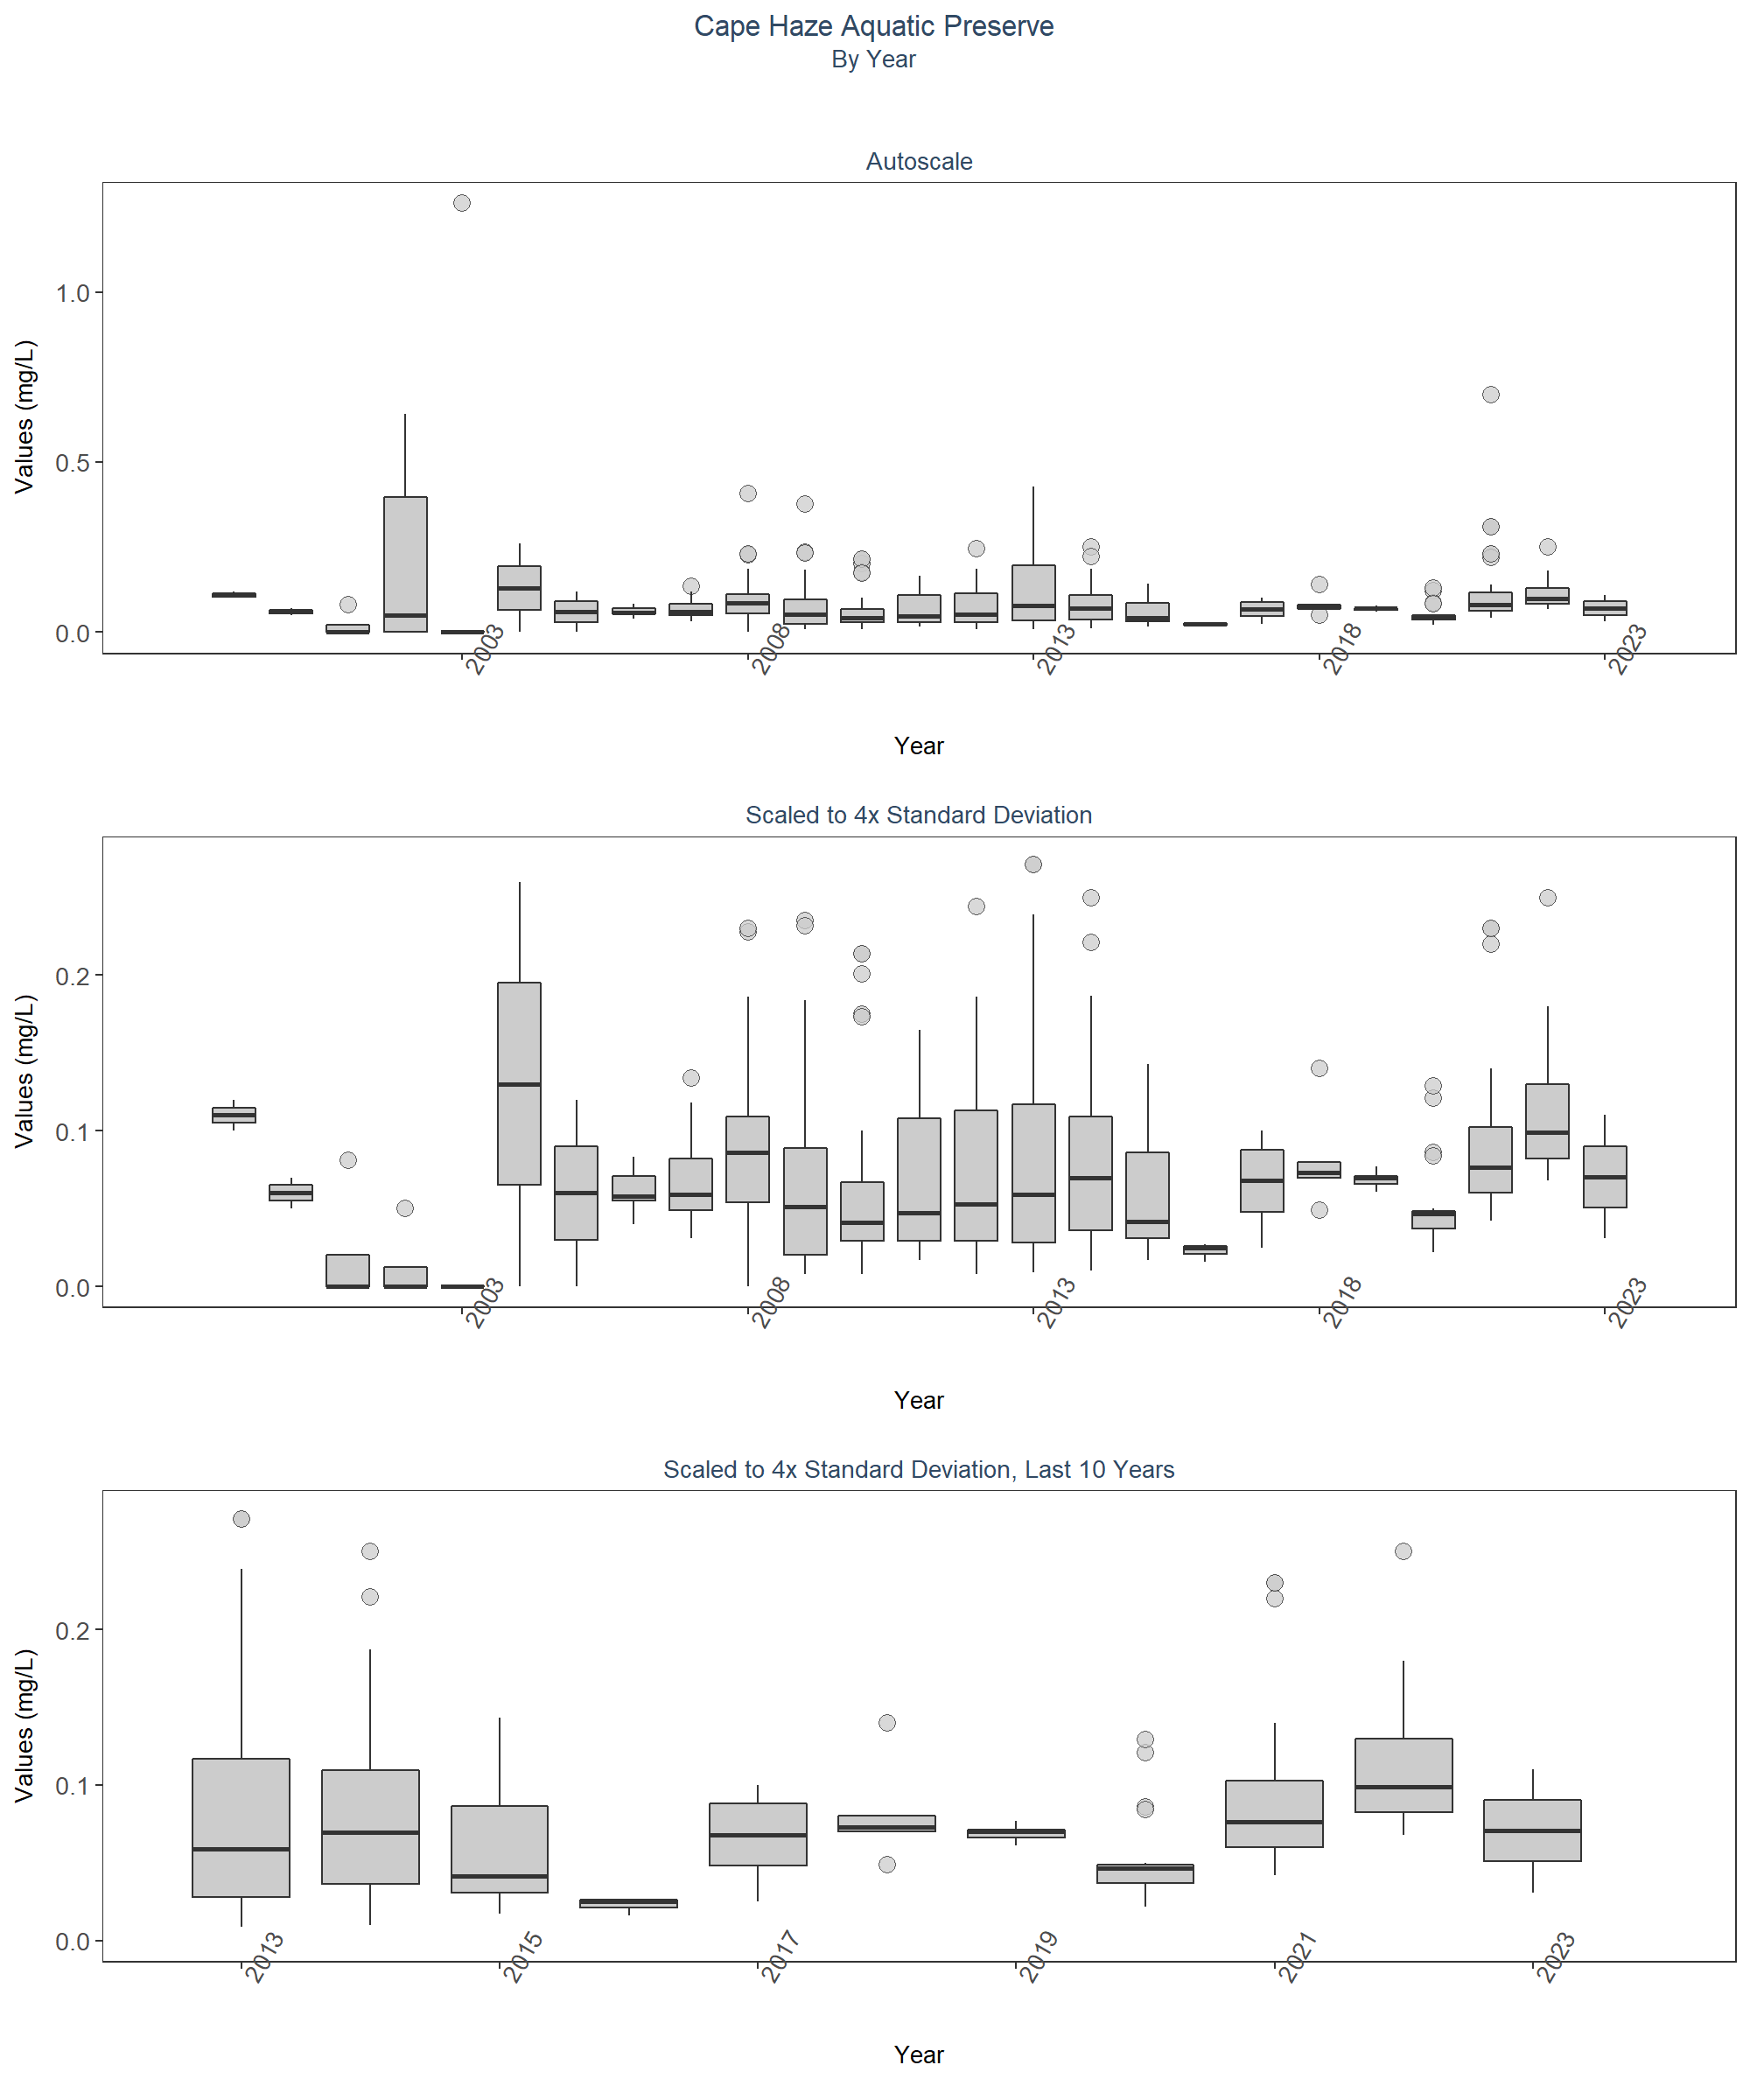 Cape Haze Aquatic Preserve
By Year
Autoscale
Values (mg/L)
1.0
0.5
0.0
2003
2008
2013
2018
2023
Year
Scaled to 4x Standard Deviation
Values (mg/L)
0.2
0.1
0.0
2003
2008
2013
2018
2023
Year
Scaled to 4x Standard Deviation, Last 10 Years
Values (mg/L)
0.2
0.1
0.0
2013
2015
2017
2019
2021
2023
Year